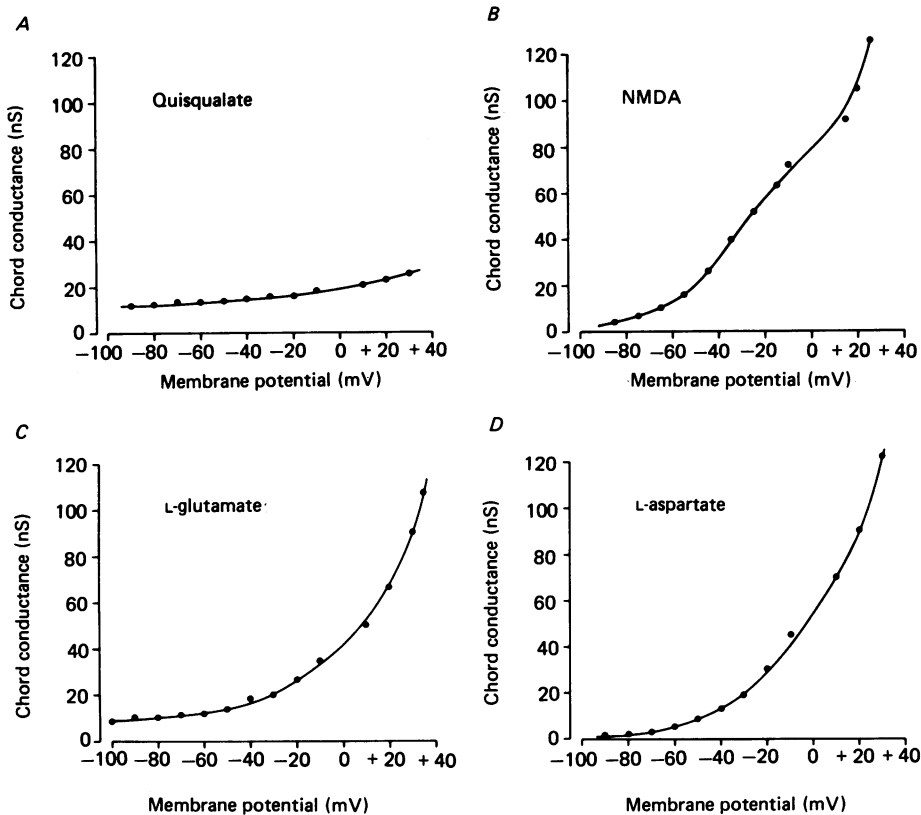 A
120
100
80
60
40
20
0
Chord conductance (nS)
Quisqualate
−100 −80 −60 −40 −20 0 + 20 + 40
Membrane potential (mV)
B
120
100
80
60
40
20
0
Chord conductance (nS)
NMDA
−100 −80 −60 −40 −20 0 + 20 + 40
Membrane potential (mV)
C
120
100
80
60
40
20
0
Chord conductance (nS)
L-glutamate
−100 −80 −60 −40 −20 0 + 20 + 40
Membrane potential (mV)
D
120
100
80
60
40
20
0
Chord conductance (nS)
L-aspartate
−100 −80 −60 −40 −20 0 + 20 + 40
Membrane potential (mV)